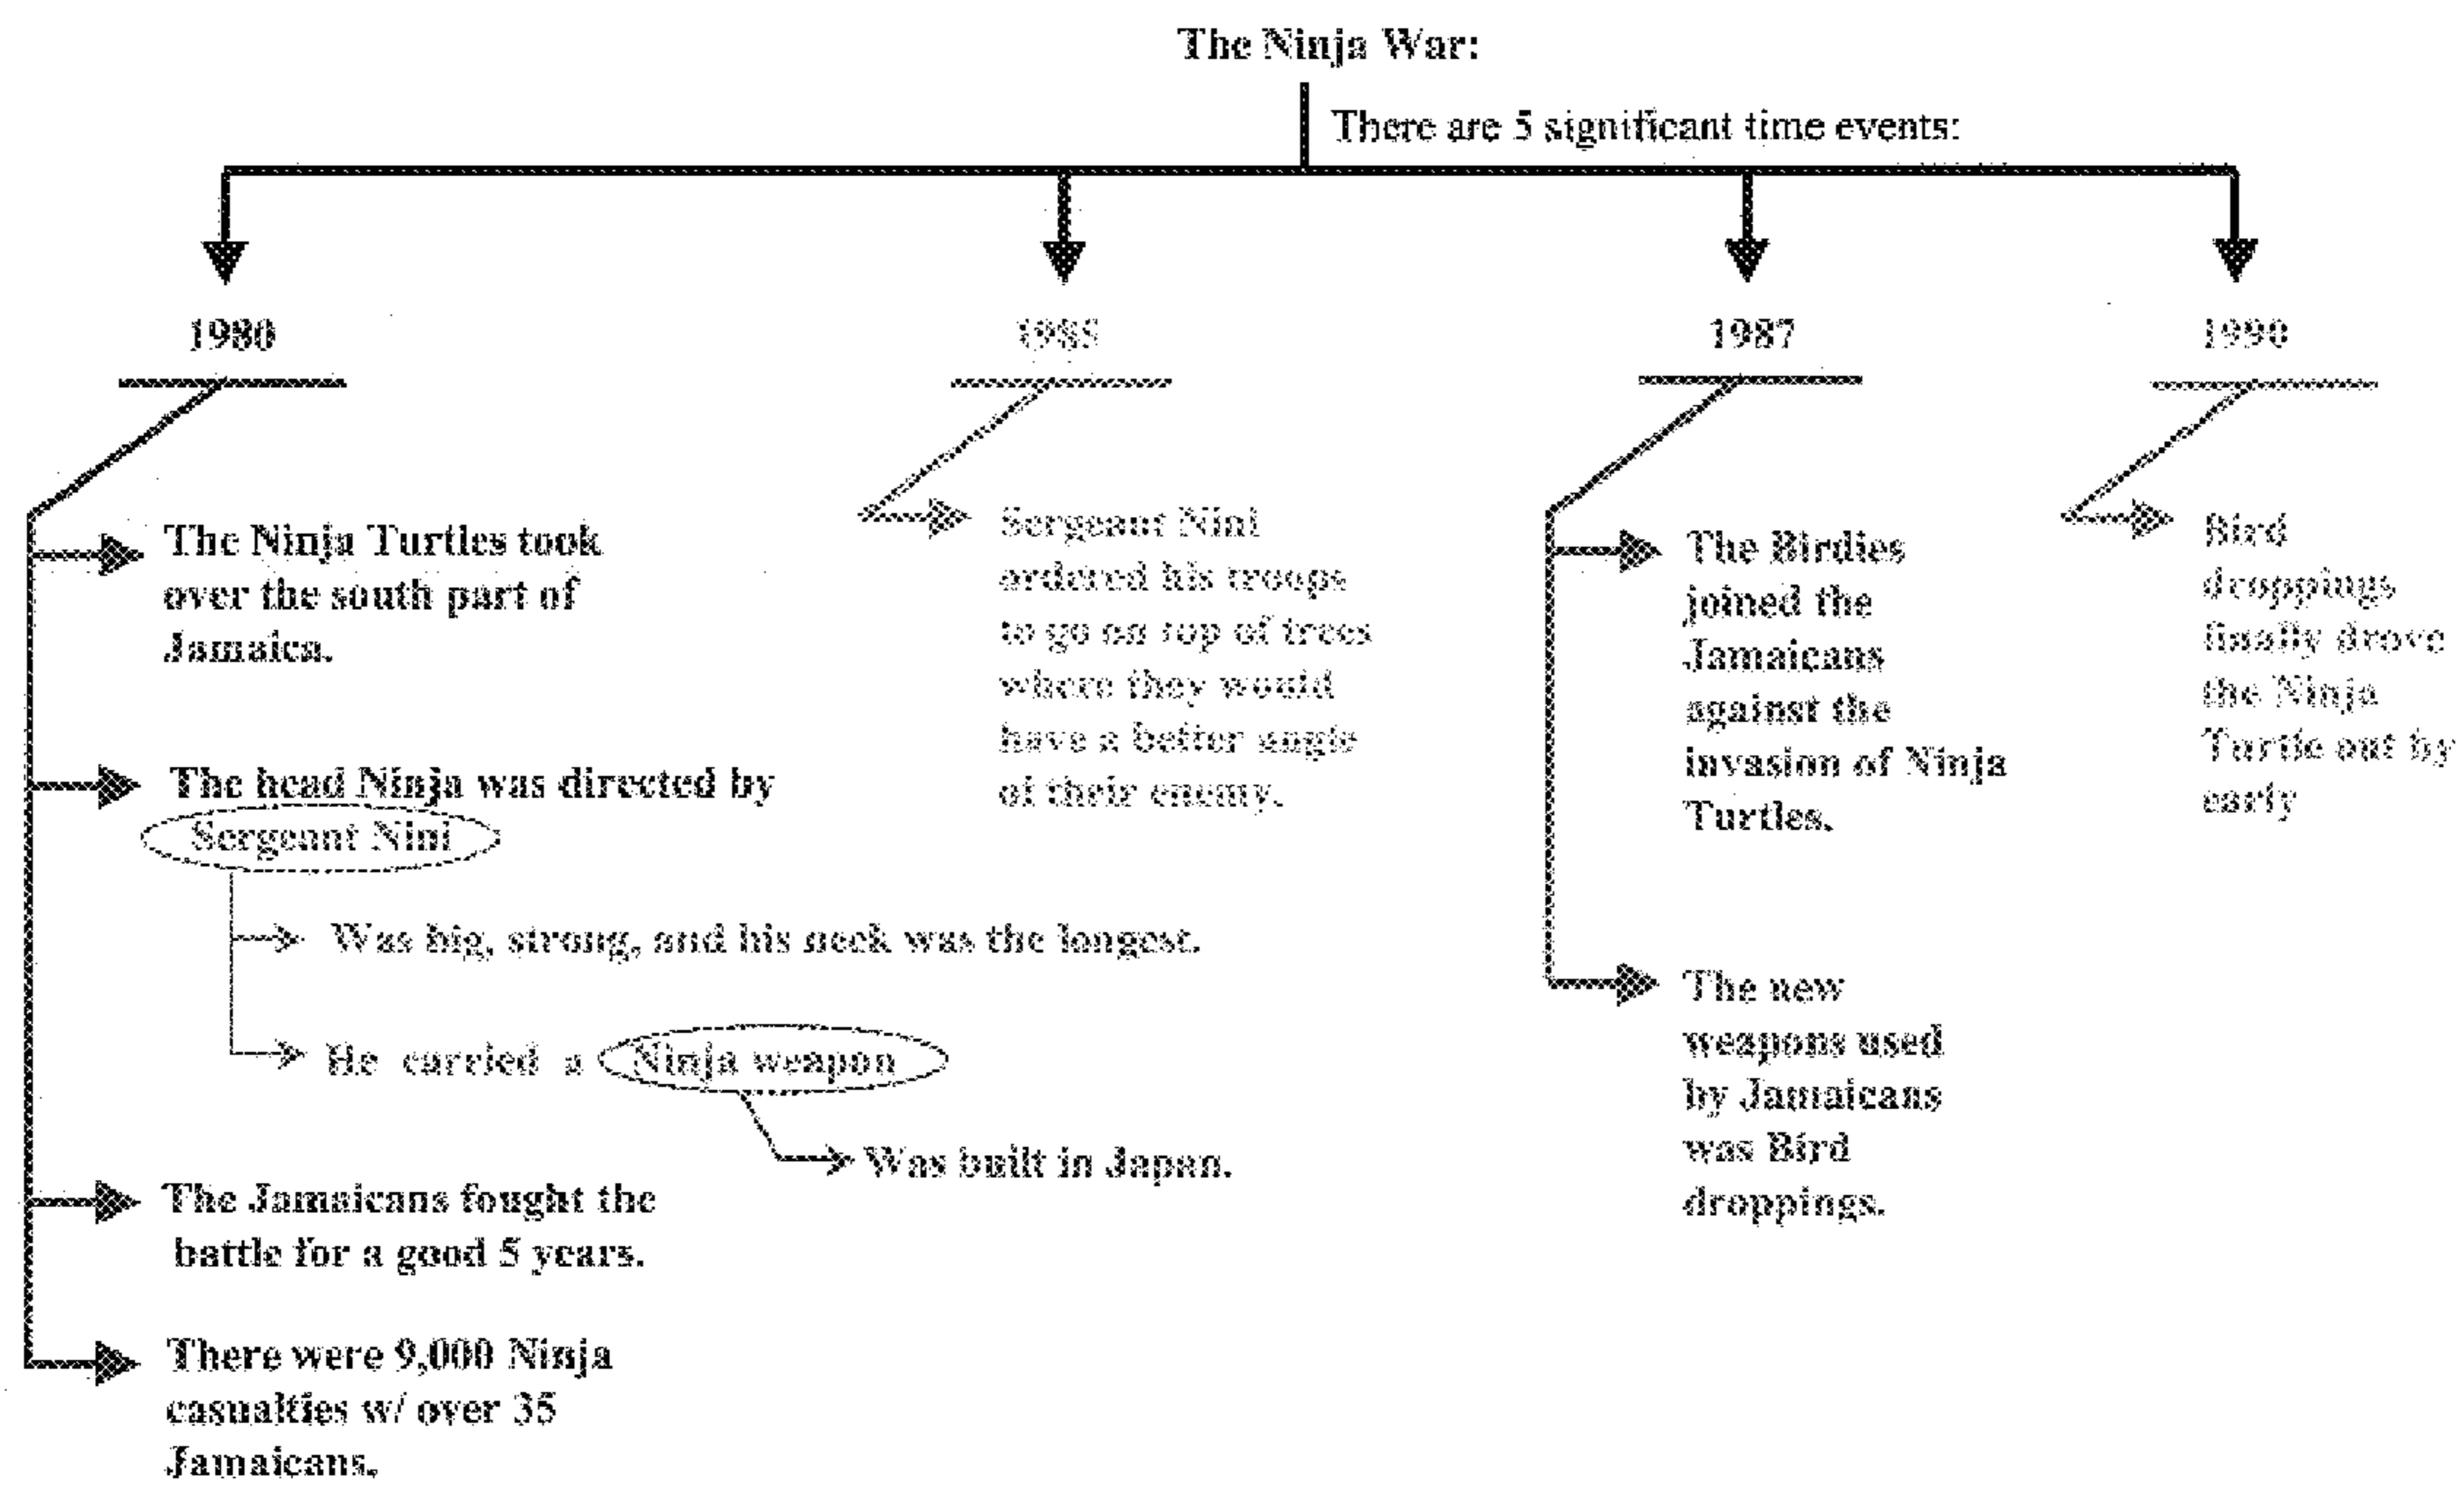 The Ninja War:
There are 5 significant time events:
1980
1985
1987
1990
The Ninja Turtles took
over the south part of
Jamaica.
The head Ninja was directed by
Sergeant Nini
Was big, strong, and his neck was the longest.
He carried a Ninja weapon
Was built in Japan.
The Jamaicans fought the
battle for a good 5 years.
There were 9,000 Ninja
casualties w/ over 35
Jamaicans.
Sergeant Nini
ordered his troops
to go on top of trees
where they would
have a better angle
of their enemy.
The Birdies
joined the
Jamaicans
against the
invasion of Ninja
Turtles.
The new
weapons used
by Jamaicans
was Bird
droppings.
Bird
droppings
finally drove
the Ninja
Turtle out by
early